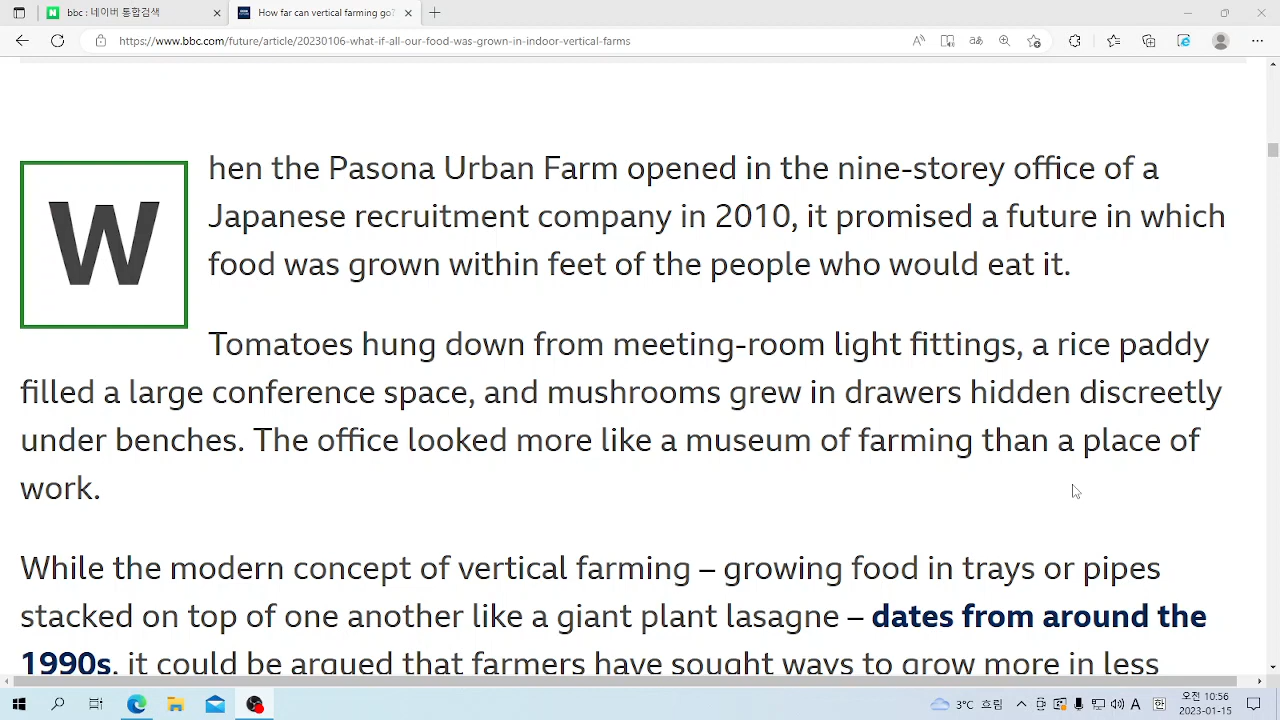 bbc : 네이버 통합검색
How far can vertical farming go?
https://www.bbc.com/future/article/20230106-what-if-all-our-food-was-grown-in-indoor-vertical-farms
When the Pasona Urban Farm opened in the nine-storey office of a
Japanese recruitment company in 2010, it promised a future in which
food was grown within feet of the people who would eat it.
Tomatoes hung down from meeting-room light fittings, a rice paddy
filled a large conference space, and mushrooms grew in drawers hidden discreetly
under benches. The office looked more like a museum of farming than a place of
work.
While the modern concept of vertical farming – growing food in trays or pipes
stacked on top of one another like a giant plant lasagne – dates from around the
1990s, it could be argued that farmers have sought ways to grow more in less
3°C 흐림
A
오전 10:56
2023-01-15